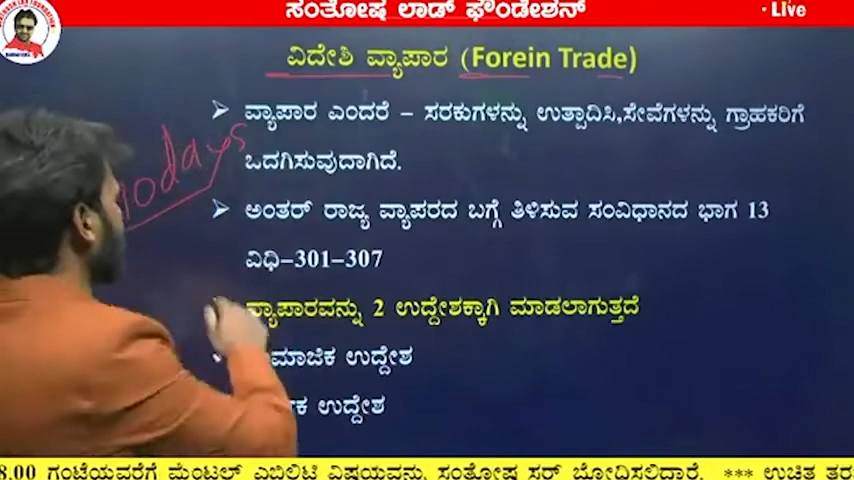 ಸಂತೋಷ ಲಾಡ್ ಫೌಂಡೇಶನ್
Live
ವಿದೇಶಿ ವ್ಯಾಪಾರ (Forein Trade)
ವ್ಯಾಪಾರ ಎಂದರೆ – ಸರಕುಗಳನ್ನು ಉತ್ಪಾದಿಸಿ,ಸೇವೆಗಳನ್ನು ಗ್ರಾಹಕರಿಗೆ
ಒದಗಿಸುವುದಾಗಿದೆ.
days
ಅಂತರ್ ರಾಜ್ಯ ವ್ಯಾಪರದ ಬಗ್ಗೆ ತಿಳಿಸುವ ಸಂವಿಧಾನದ ಭಾಗ 13
ವಿಧಿ–301–307
ವ್ಯಾಪಾರವನ್ನು 2 ಉದ್ದೇಶಕ್ಕಾಗಿ ಮಾಡಲಾಗುತ್ತದೆ
ಉದ್ದೇಶ
ಉದ್ದೇಶ
8.00 ಗಂಟೆಯವರೆಗೆ ಮೆಂಟಲ್ ಎಬಿಲಿಟಿ ವಿಷಯವನ್ನು ಸಂತೋಷ ಸರ್ ಬೋದಿಸಲಿದ್ದಾರೆ. *** ಉಚಿತ